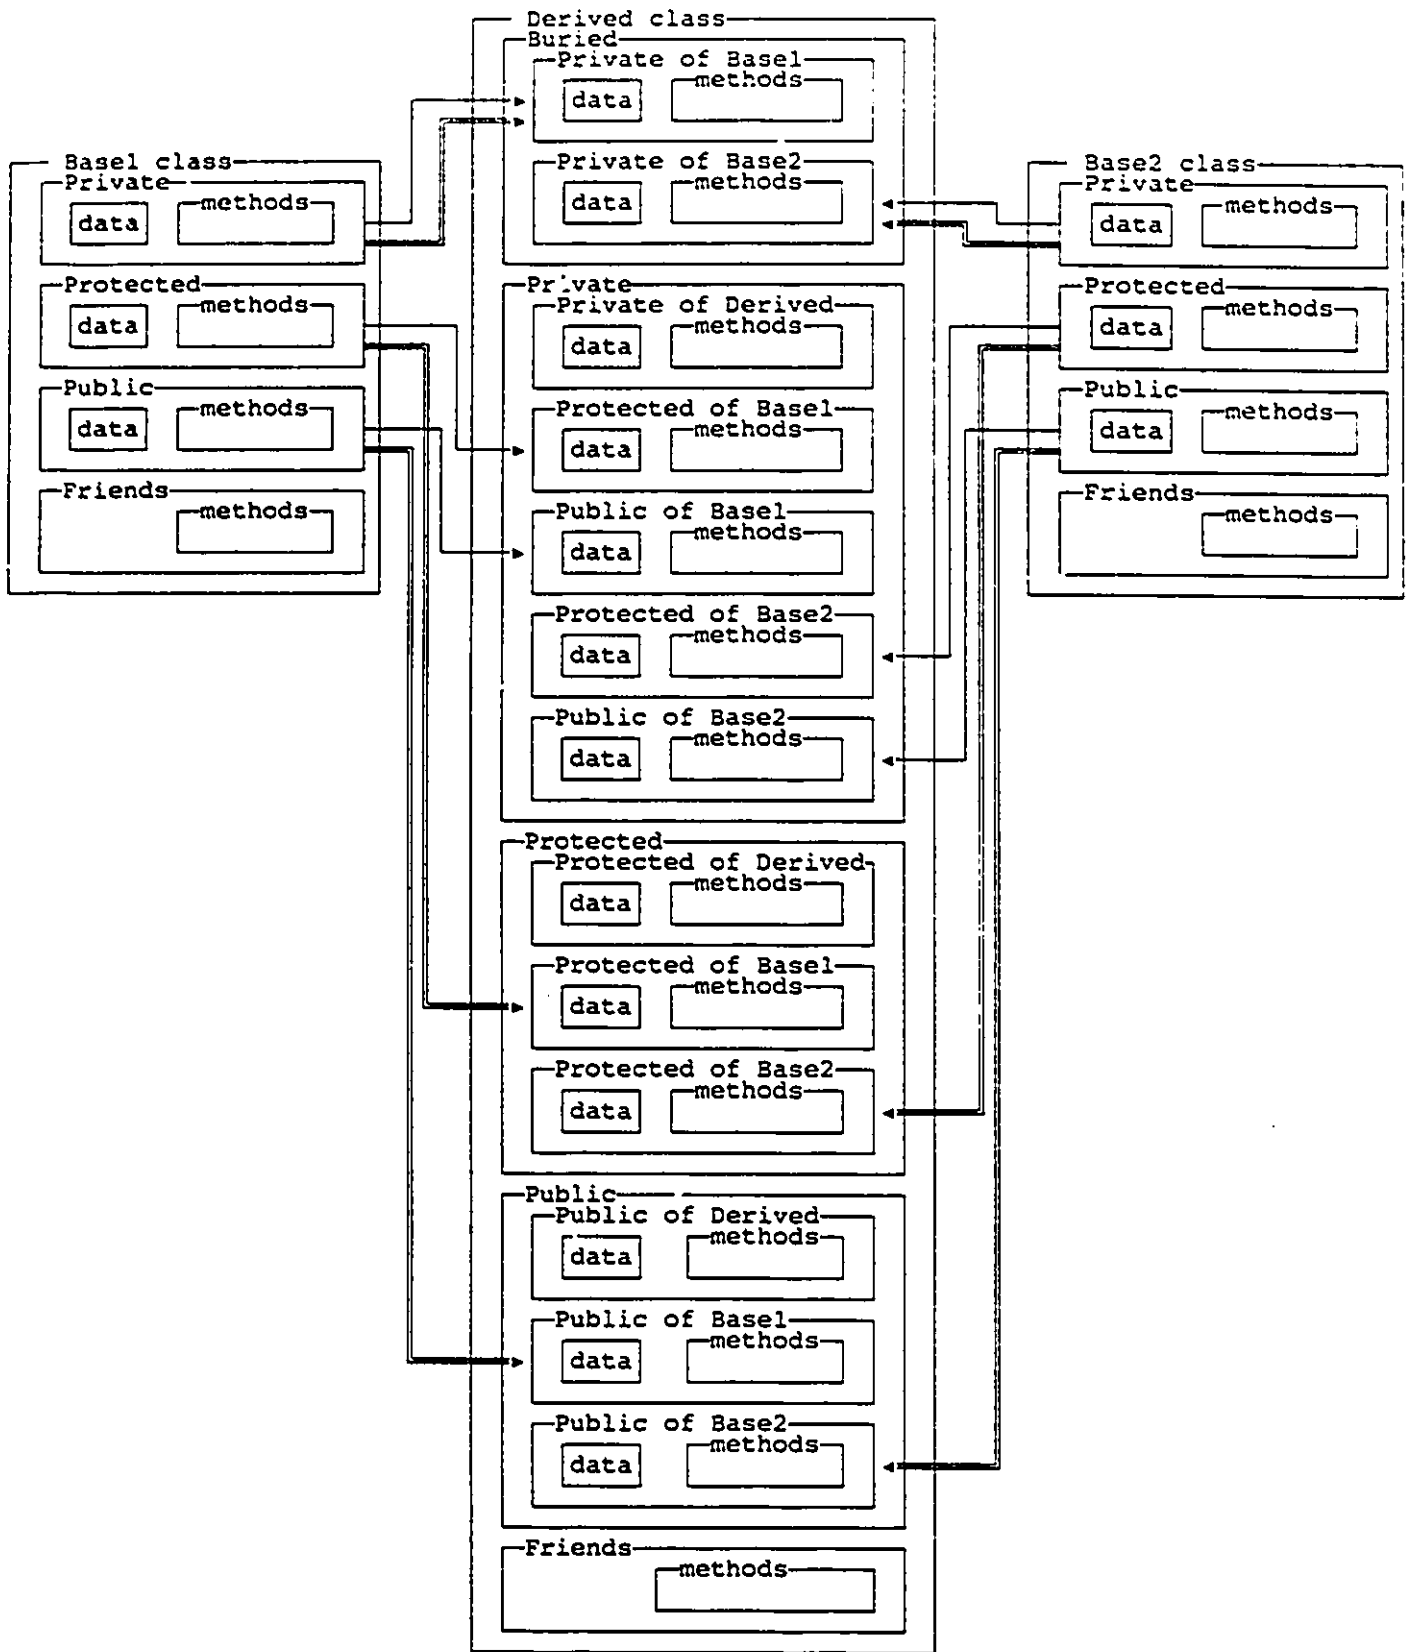 Derived class
Buried
Private of Base1
data methods
Private of Base2
data methods
Private
Private of Derived
data methods
Protected of Base1
data methods
Public of Base1
data methods
Protected of Base2
data methods
Public of Base2
data methods
Protected
Protected of Derived
data methods
Protected of Base1
data methods
Protected of Base2
data methods
Public
Public of Derived
data methods
Public of Base1
data methods
Public of Base2
data methods
Friends
methods
Base1 class
Private
data methods
Protected
data methods
Public
data methods
Friends
methods
Base2 class
Private
data methods
Protected
data methods
Public
data methods
Friends
methods